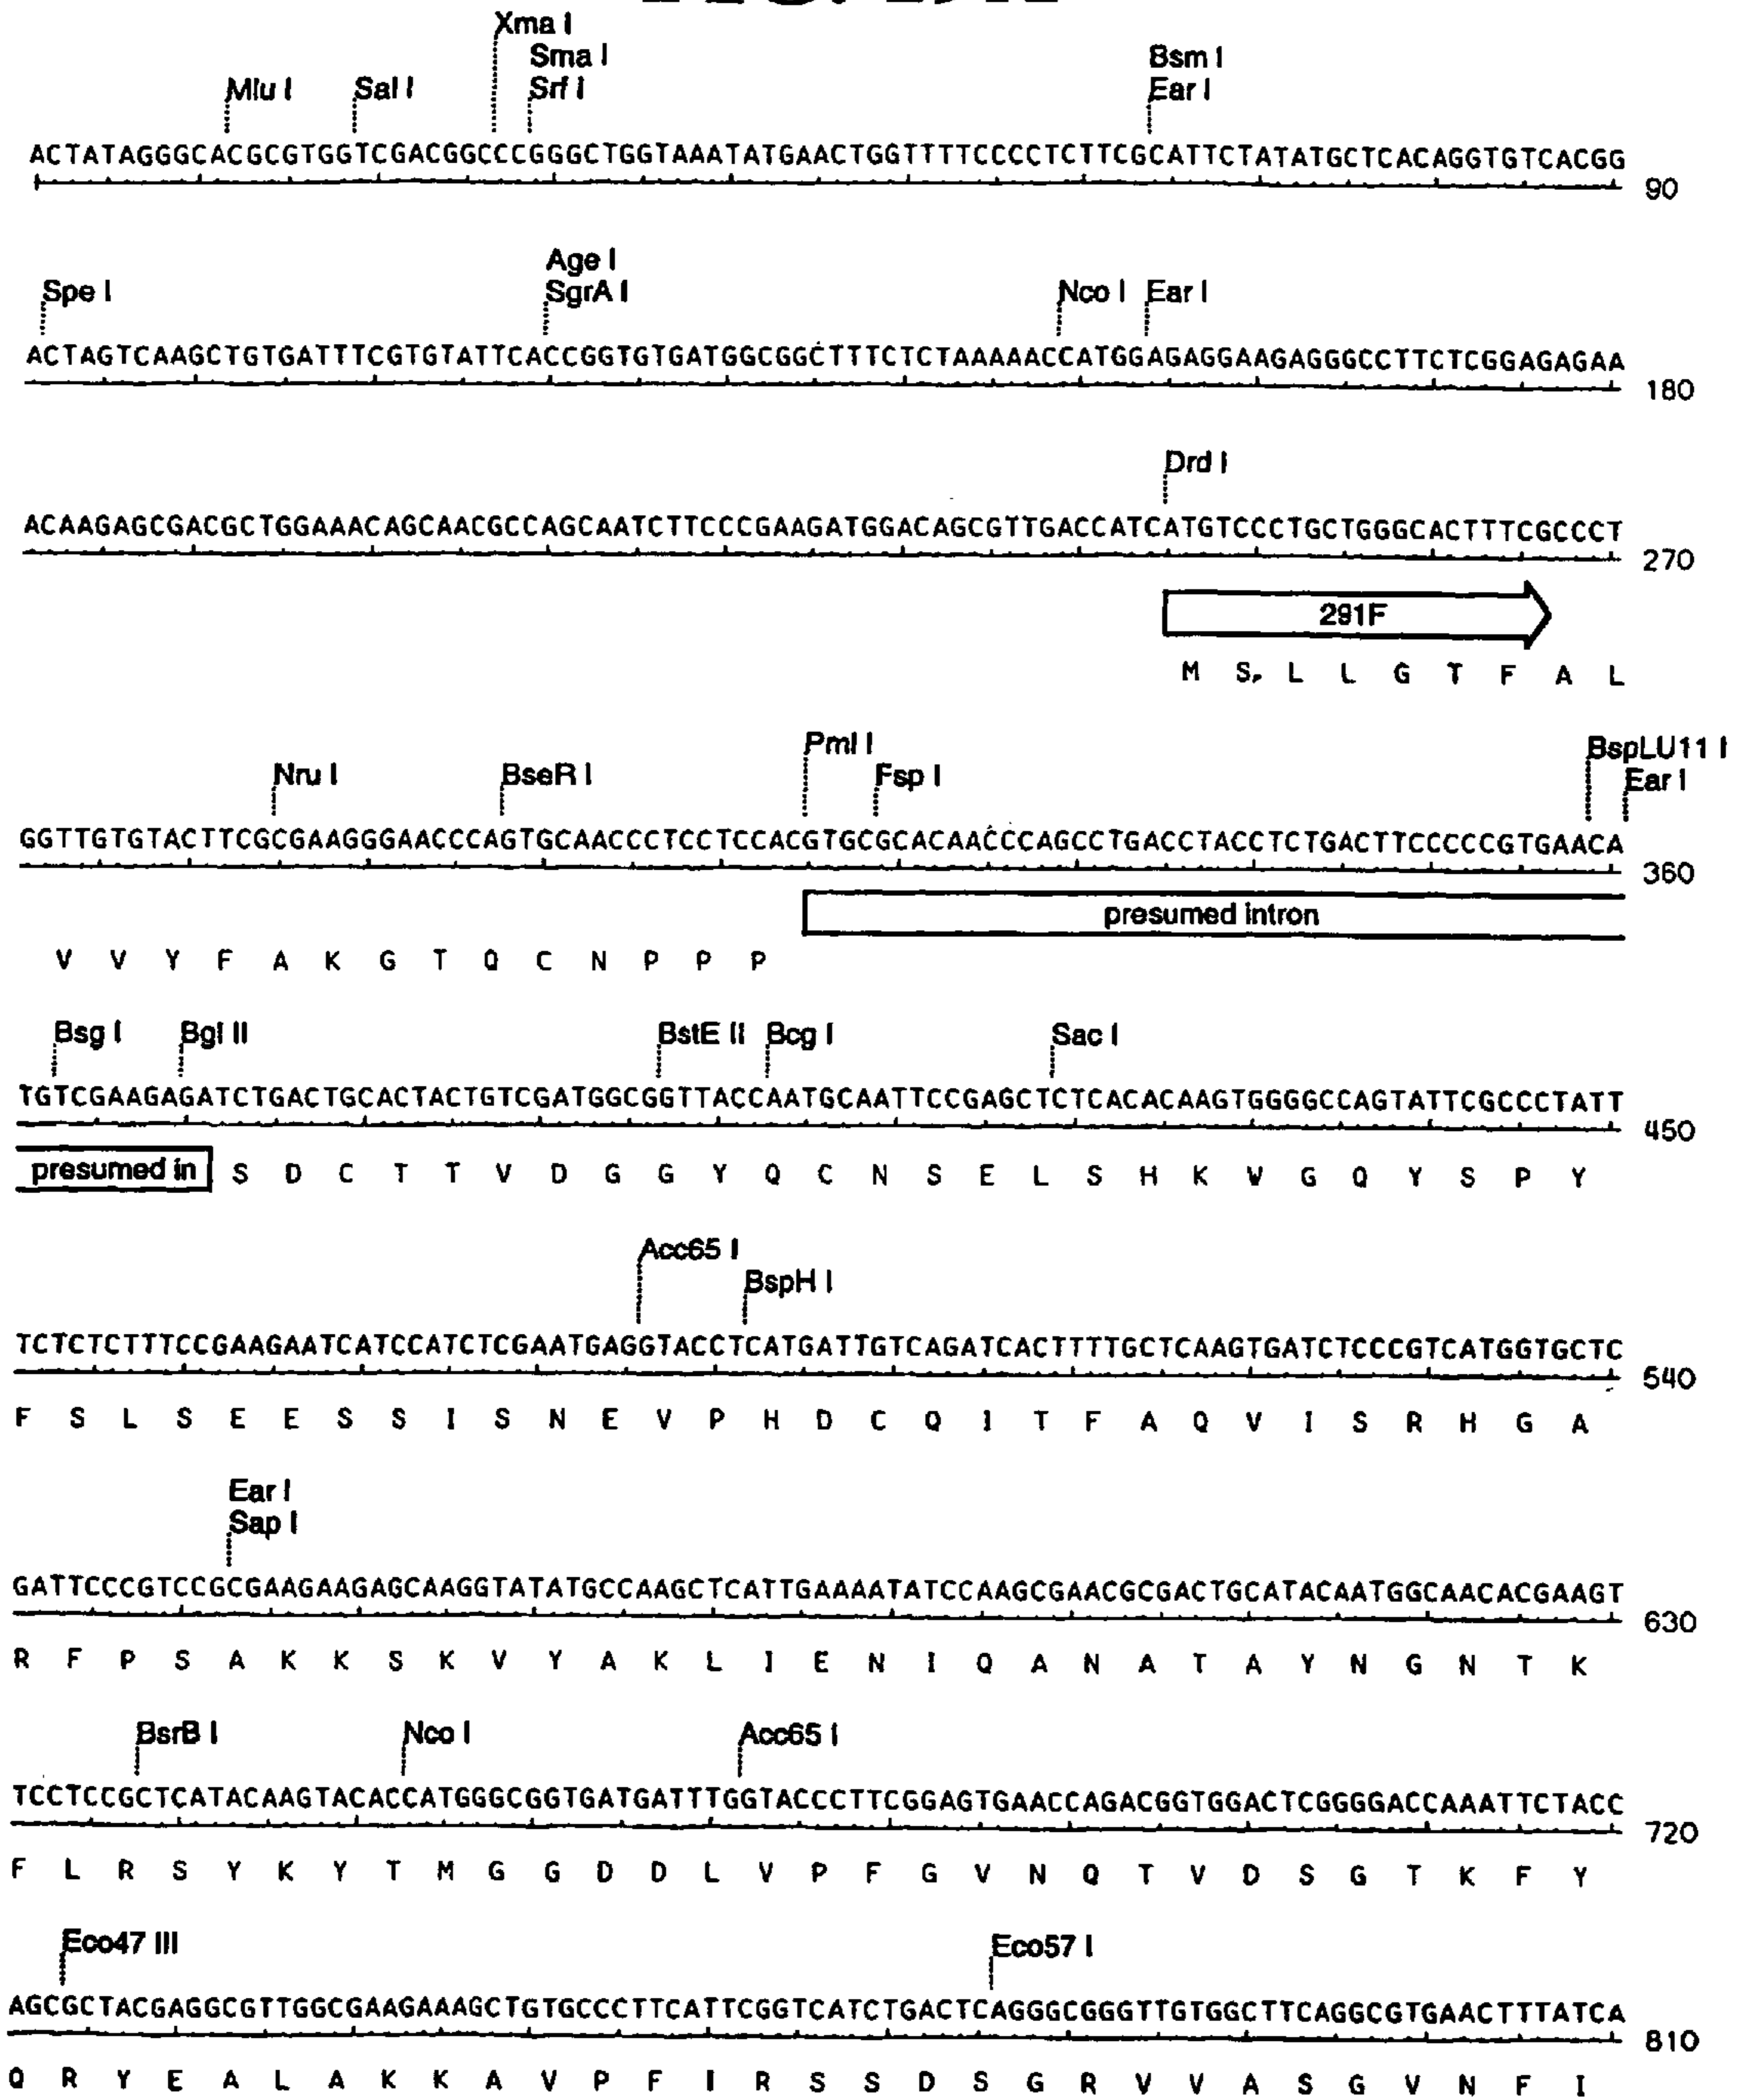 Xma I
Sma I Bsm I
Mlu I Sal I Srf I Ear I
ACTATAGGGCACGCGTGGTCGACGGCCCGGGCTGGTAAATATGAACTGGTTTTCCCCTCTTCGCATTCTATATGCTCACAGGTGTCACGG
90
Age I
Spe I SgrA I Nco I Ear I
ACTAGTCAAGCTGTGATTTCGTGTATTCACCGGTGTGATGGCGGCTTTCTCTAAAAACCATGGAGAGGAAGAGGGCCTTCTCGGAGAGAA
180
Drd I
ACAAGAGCGACGCTGGAAACAGCAACGCCAGCAATCTTCCCGAAGATGGACAGCGTTGACCATCATGTCCCTGCTGGGCACTTTCGCCCT
270
291F
M S L L G T F A L
Pml I BspLU11 I
Nru I BseR I Fsp I Ear I
GGTTGTGTACTTCGCGAAGGGAACCCAGTGCAACCCTCCTCCACGTGCGCACAACCCAGCCTGACCTACCTCTGACTTCCCCCGTGAACA
360
presumed intron
V V Y F A K G T Q C N P P P
Bsg I Bgl II BstE II Bcg I Sac I
TGTCGAAGAGATCTGACTGCACTACTGTCGATGGCGGTTACCAATGCAATTCCGAGCTCTCACACAAGTGGGGCCAGTATTCGCCCTATT
450
presumed in S D C T T V D G G Y Q C N S E L S H K W G Q Y S P Y
Acc65 I
BspH I
TCTCTCTTTCCGAAGAATCATCCATCTCGAATGAGGTACCTCATGATTGTCAGATCACTTTTGCTCAAGTGATCTCCCGTCATGGTGCTC
540
F S L S E E S S I S N E V P H D C Q I T F A Q V I S R H G A
Ear I
Sap I
GATTCCCGTCCGCGAAGAAGAGCAAGGTATATGCCAAGCTCATTGAAAATATCCAAGCGAACGCGACTGCATACAATGGCAACACGAAGT
630
R F P S A K K S K V Y A K L I E N I Q A N A T A Y N G N T K
BsrB I Nco I Acc65 I
TCCTCCGCTCATACAAGTACACCATGGGCGGTGATGATTTGGTACCCTTCGGAGTGAACCAGACGGTGGACTCGGGGACCAAATTCTACC
720
F L R S Y K Y T M G G D D L V P F G V N Q T V D S G T K F Y
Eco47 III Eco57 I
AGCGCTACGAGGCGTTGGCGAAGAAAGCTGTGCCCTTCATTCGGTCATCTGACTCAGGGCGGGTTGTGGCTTCAGGCGTGAACTTTATCA
810
Q R Y E A L A K K A V P F I R S S D S G R V V A S G V N F I